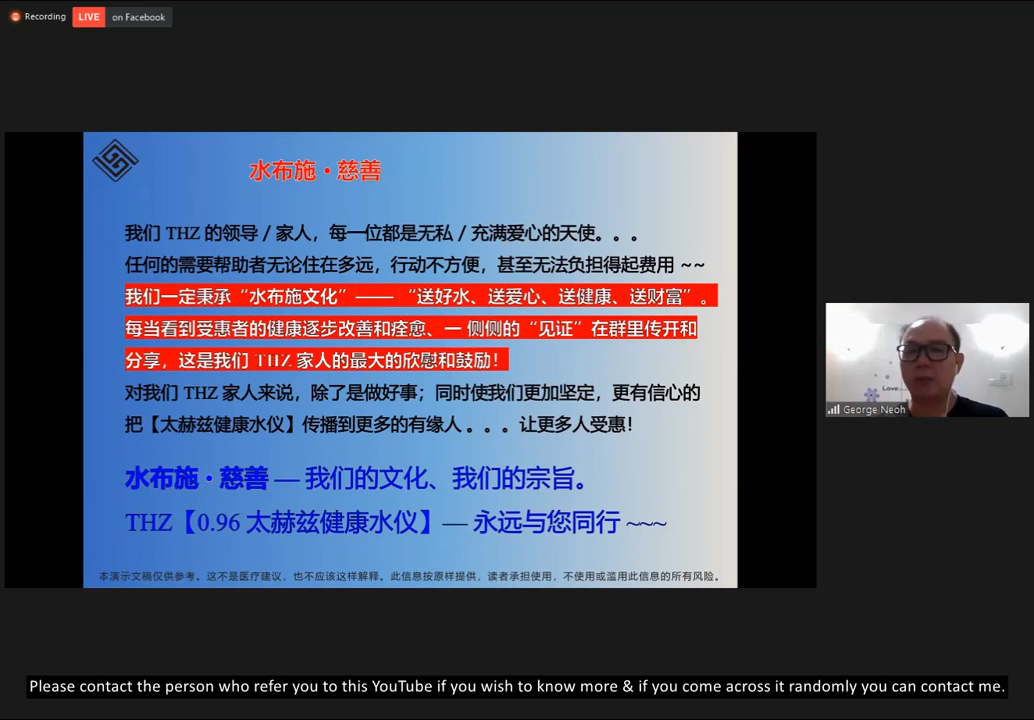 Recording LIVE on Facebook
水布施·慈善
我们 THZ 的领导 / 家人，每一位都是无私 / 充满爱心的天使。。。
任何的需要帮助者无论住在多远，行动不方便，甚至无法负担得起费用 ~~
我们一定秉承“水布施文化”—— “送好水、送爱心、送健康、送财富”。
每当看到受惠者的健康逐步改善和痊愈、一 侧侧的“见证”在群里传开和
分享，这是我们 THZ 家人的最大的欣慰和鼓励！
对我们 THZ 家人来说，除了是做好事；同时使我们更加坚定，更有信心的
把【太赫兹健康水仪】传播到更多的有缘人 。。。让更多人受惠！
水布施·慈善 — 我们的文化、我们的宗旨。
THZ【0.96 太赫兹健康水仪】— 永远与您同行 ~~~
本演示文稿仅供参考。这不是医疗建议，也不应该这样解释。此信息按原样提供，读者承担使用，不使用或滥用此信息的所有风险。
Love...
George Neoh
Please contact the person who refer you to this YouTube if you wish to know more & if you come across it randomly you can contact me.